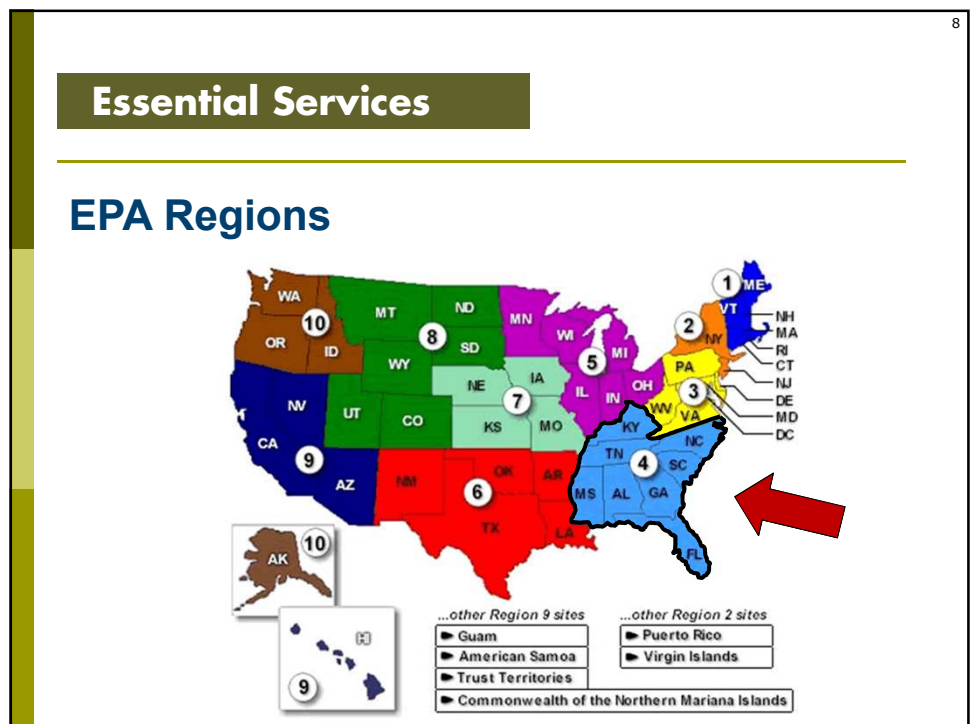 8
Essential Services
EPA Regions
1
ME
WA
VT
NH
MT
ND
MN
2
MA
10
8
WI
NY
RI
OR
ID
SD
5
MI
PA
CT
WY
NJ
NE
IA
OH
3
DE
NV
7
IL
IN
WV
MD
UT
CO
VA
DC
CA
KS
MO
KY
NC
9
TN
4
SC
AZ
NM
OK
AR
6
MS
AL
GA
TX
LA
FL
10
AK
HI
9
...other Region 9 sites
Guam
American Samoa
Trust Territories
Commonwealth of the Northern Mariana Islands
...other Region 2 sites
Puerto Rico
Virgin Islands